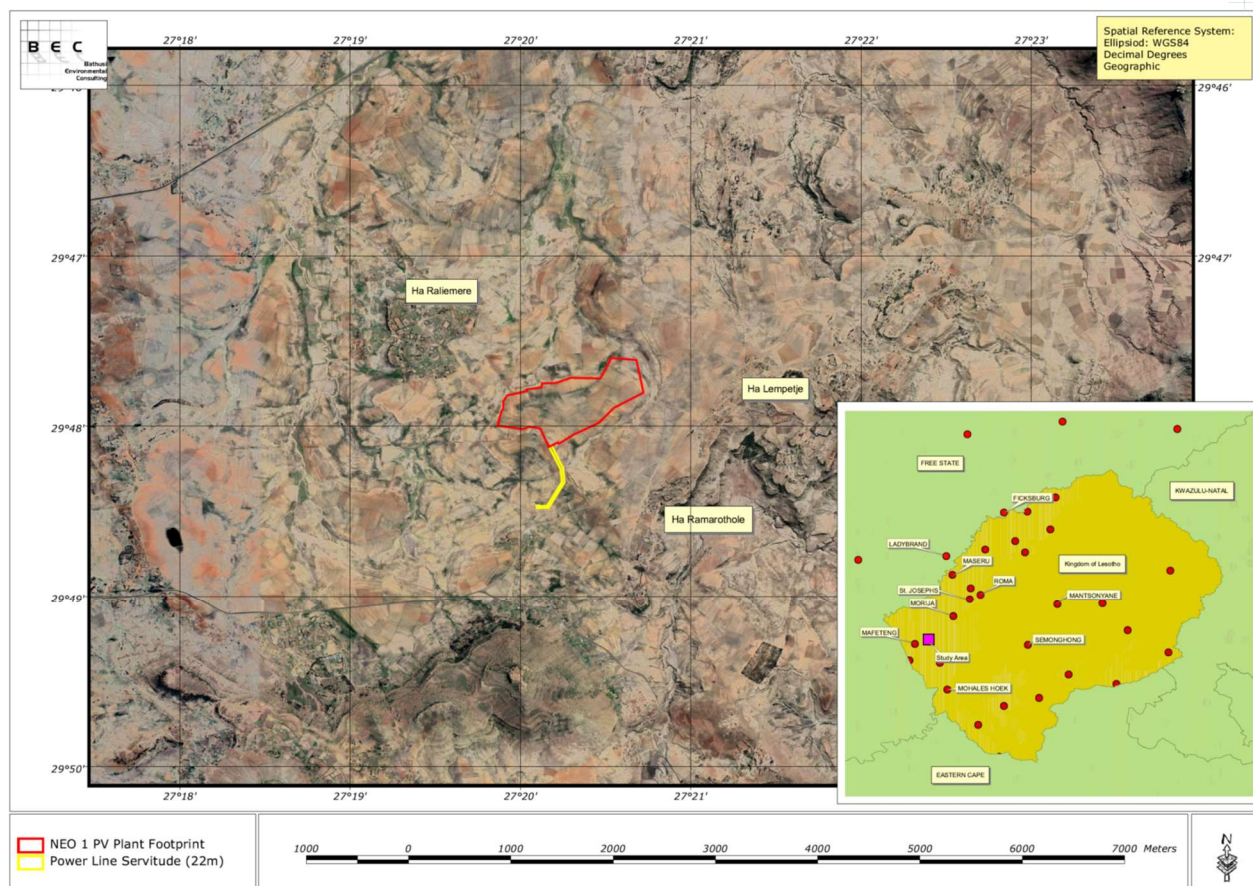 B E C
Bathusi
Environmental
Consulting
Spatial Reference System:
Ellipsiod: WGS84
Decimal Degrees
Geographic
27°18'
27°19'
27°20'
27°21'
27°22'
27°23'
29°46'
29°47'
29°47'
Ha Raliemere
Ha Lempetje
29°48'
Ha Ramarothole
29°49'
29°50'
27°18'
27°19'
27°20'
27°21'
FREE STATE
KWAZULU-NATAL
FICKSBURG
LADYBRAND
MASERU
Kingdom of Lesotho
ROMA
St. JOSEPHS
MANTSONYANE
MORIJA
MAFETENG
SEMONGHONG
Study Area
MOHALES HOEK
EASTERN CAPE
NEO 1 PV Plant Footprint
Power Line Servitude (22m)
1000 0 1000 2000 3000 4000 5000 6000 7000 Meters
N